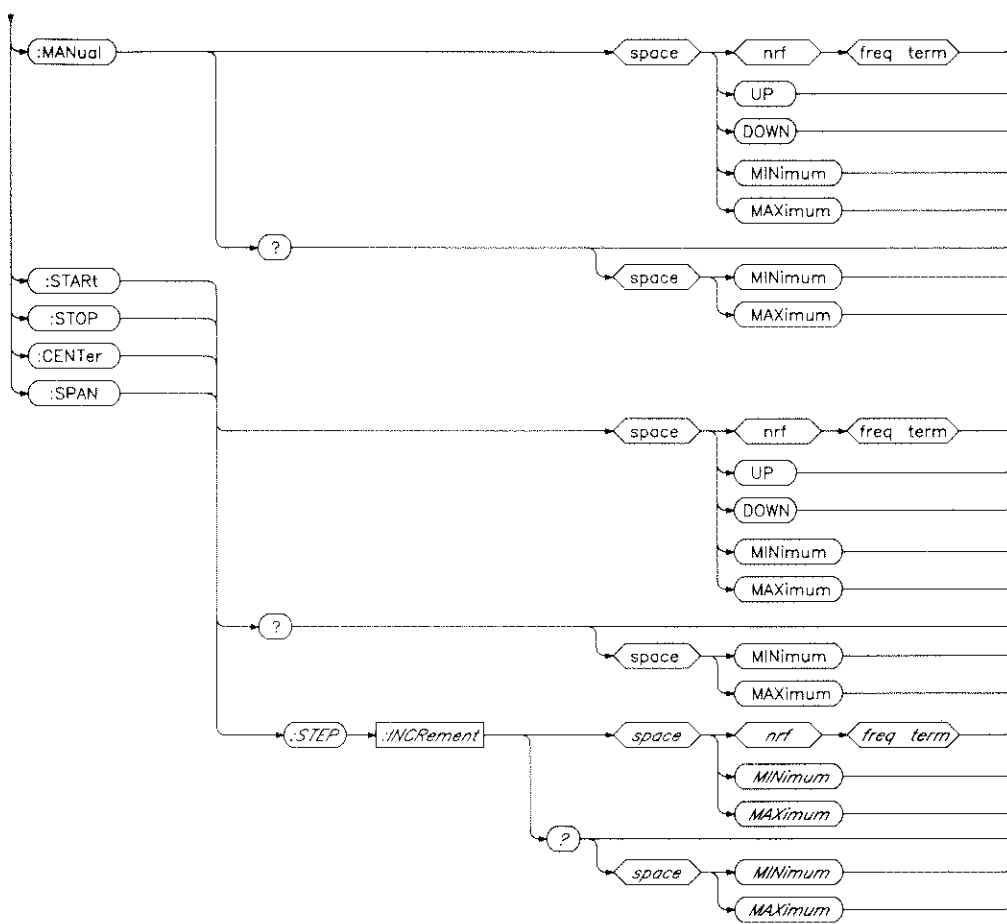 :MANual space nrf freq term
UP
DOWN
MINimum
MAXimum
?
:STARt space MINimum
:STOP MAXimum
:CENTer
:SPAN
space nrf freq term
UP
DOWN
MINimum
MAXimum
?
space MINimum
MAXimum
:STEP :INCRement space nrf freq term
MINimum
MAXimum
?
space MINimum
MAXimum